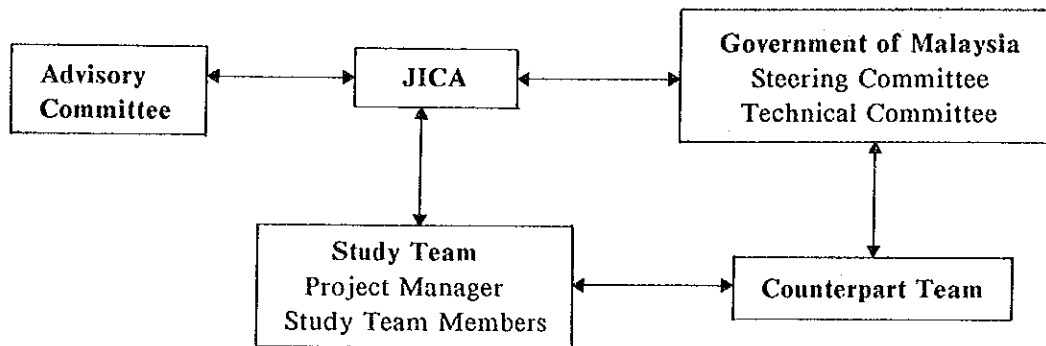 Advisory
Committee
JICA
Government of Malaysia
Steering Committee
Technical Committee
Study Team
Project Manager
Study Team Members
Counterpart Team